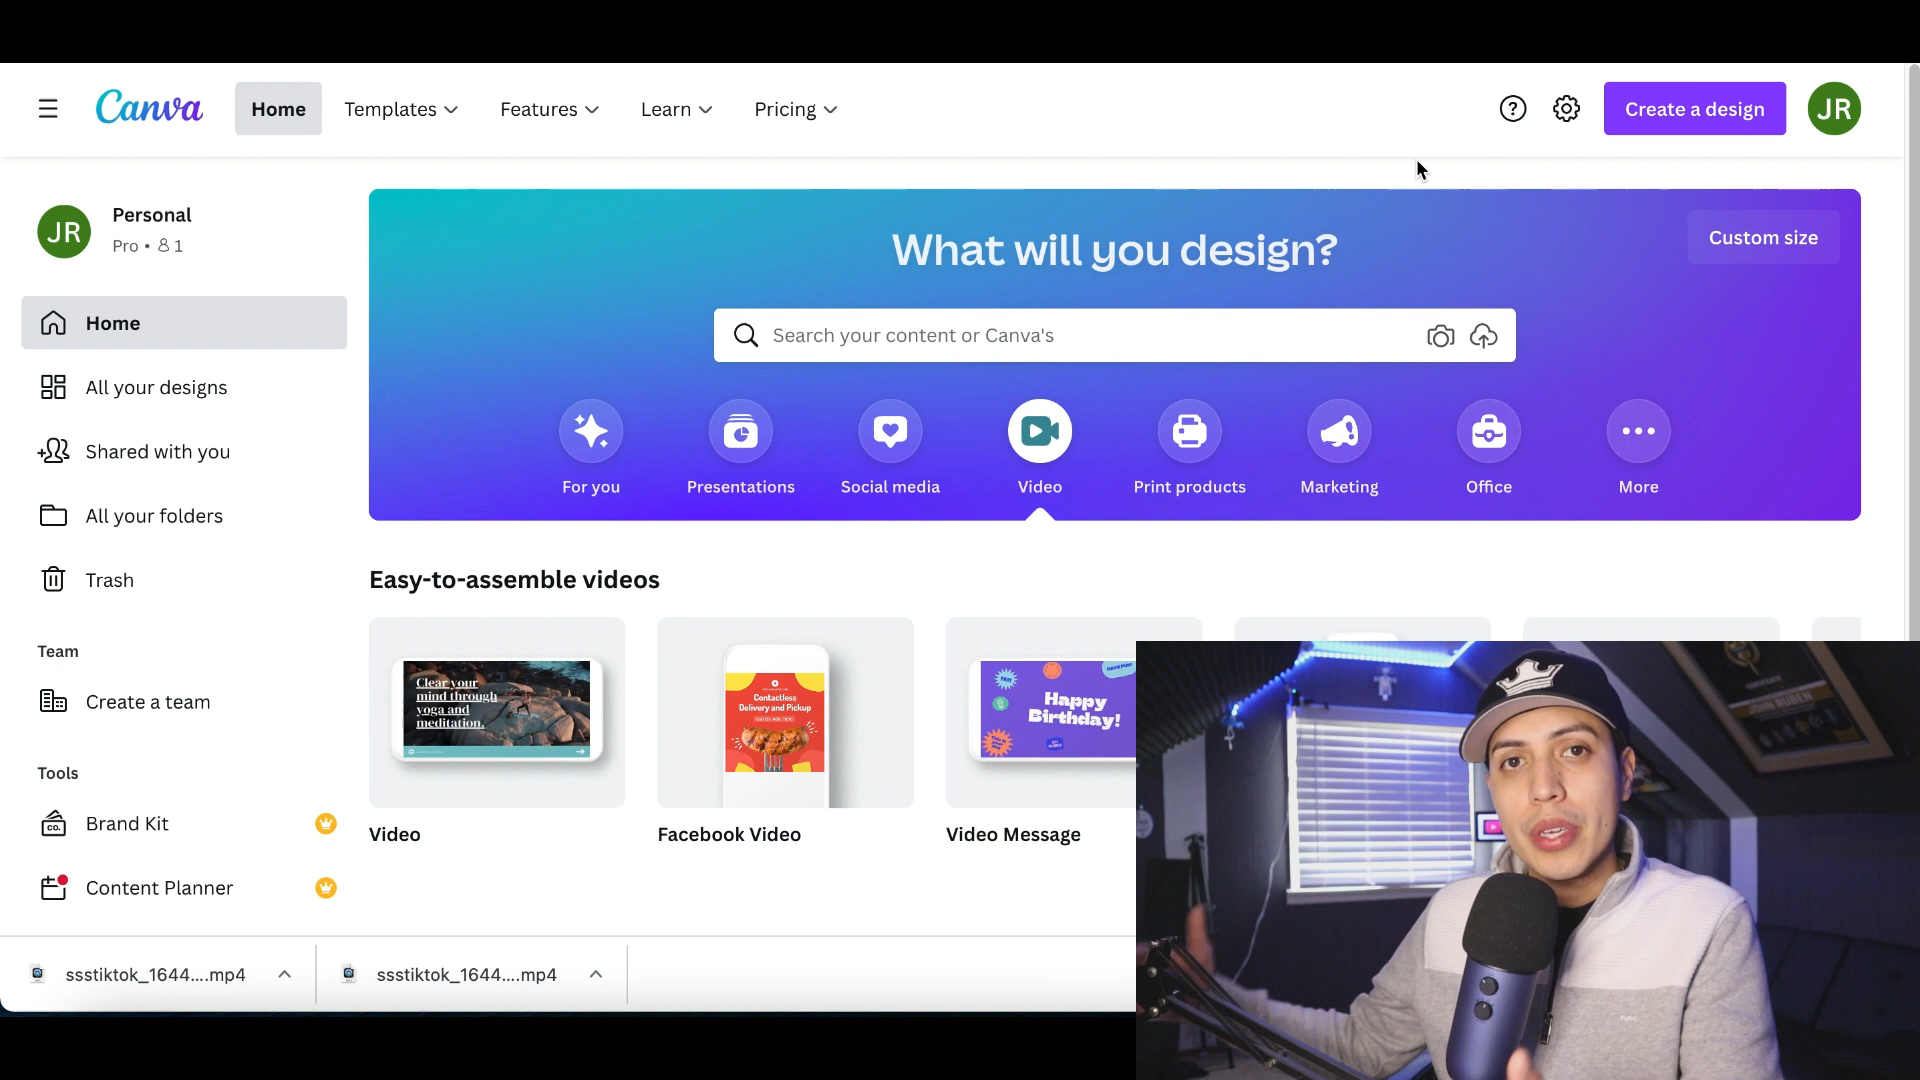 Canva
Home
Templates
Features
Learn
Pricing
?
Create a design
JR
JR
Personal
Pro • 1
Home
All your designs
Shared with you
All your folders
Trash
Team
Create a team
Tools
CO.
Brand Kit
Content Planner
What will you design?
Custom size
Search your content or Canva's
For you
Presentations
Social media
Video
Print products
Marketing
Office
More
Easy-to-assemble videos
Clear your
mind through
yoga and
meditation.
Contactless
Delivery and Pickup
Happy
Birthday!
Video
Facebook Video
Video Message
JOHN RUBEN
ssstiktok_1644....mp4
ssstiktok_1644....mp4